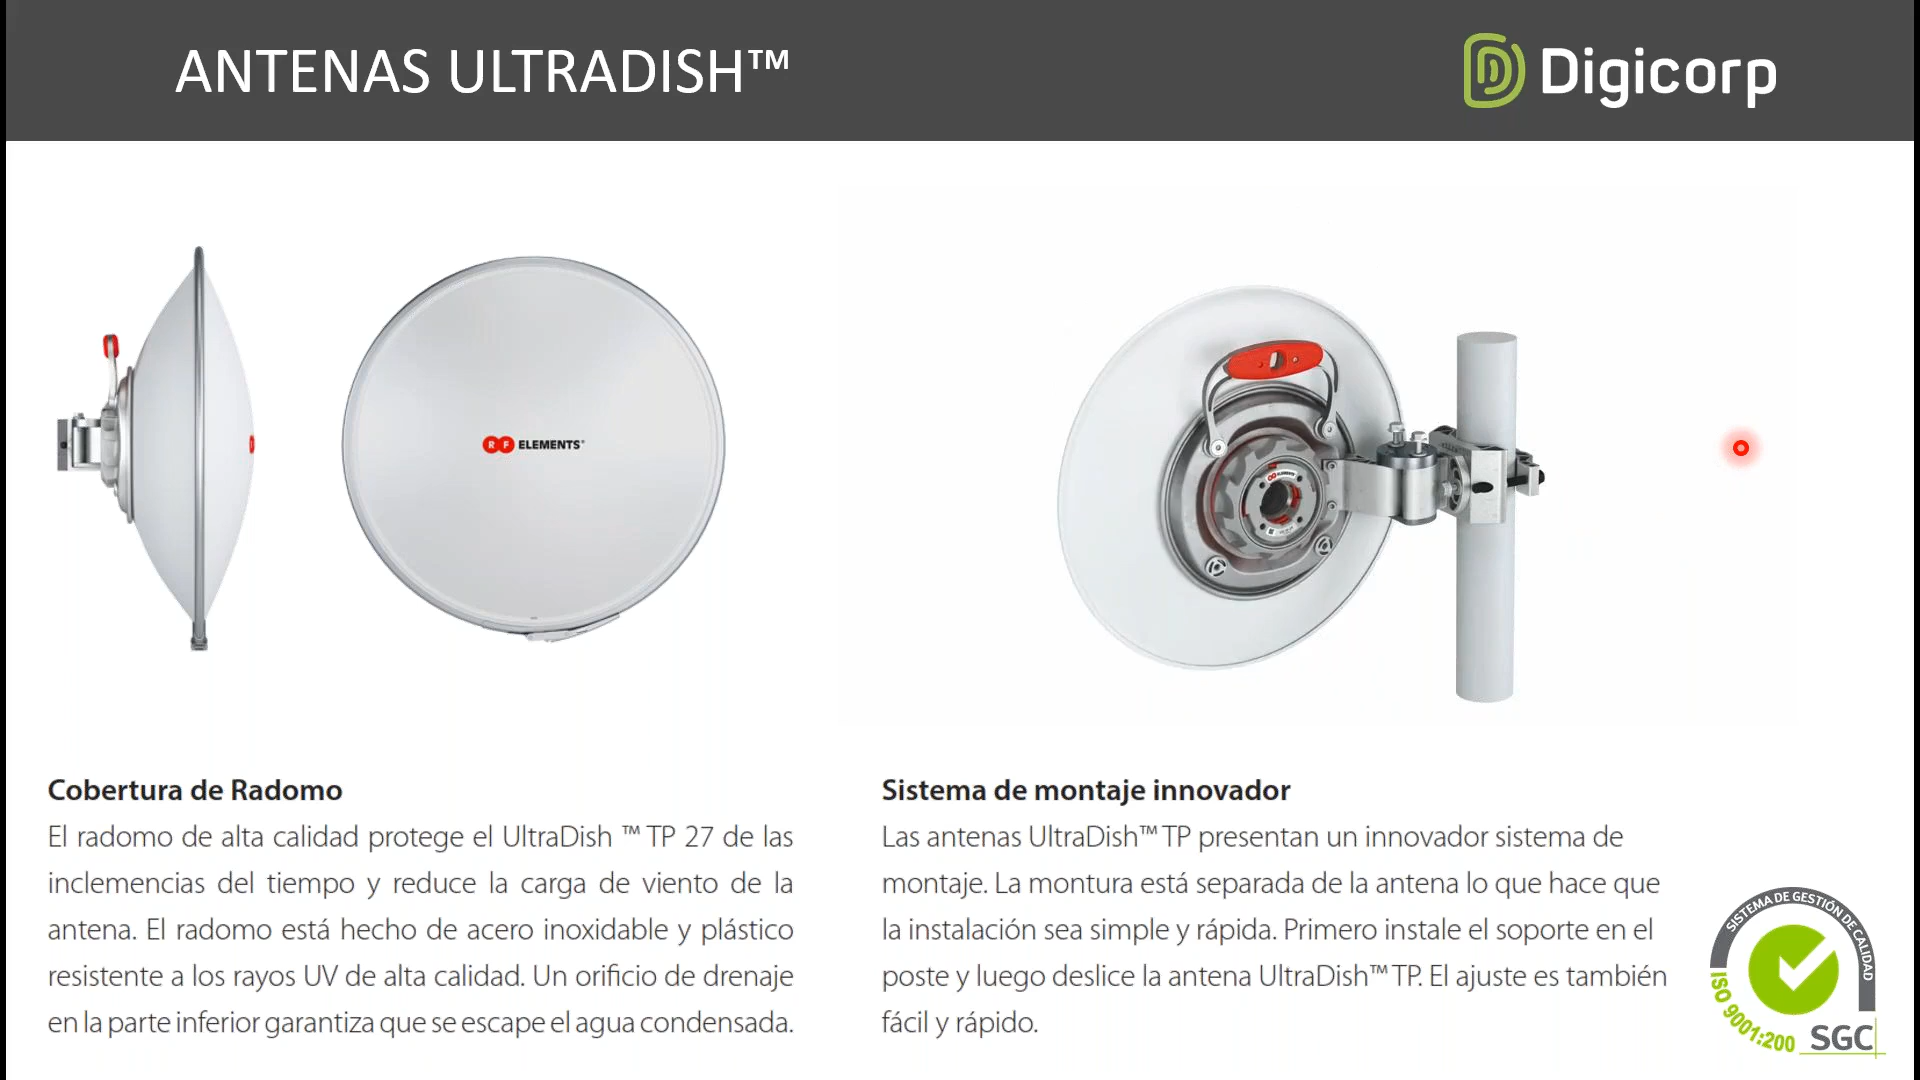 ANTENAS ULTRADISH™
Digicorp
RF ELEMENTS®
Cobertura de Radomo
El radomo de alta calidad protege el UltraDish ™ TP 27 de las
inclemencias del tiempo y reduce la carga de viento de la
antena. El radomo está hecho de acero inoxidable y plástico
resistente a los rayos UV de alta calidad. Un orificio de drenaje
en la parte inferior garantiza que se escape el agua condensada.
Sistema de montaje innovador
Las antenas UltraDish™ TP presentan un innovador sistema de
montaje. La montura está separada de la antena lo que hace que
la instalación sea simple y rápida. Primero instale el soporte en el
poste y luego deslice la antena UltraDish™ TP. El ajuste es también
fácil y rápido.
SISTEMA DE GESTIÓN DE CALIDAD
ISO 9001:200
SGC